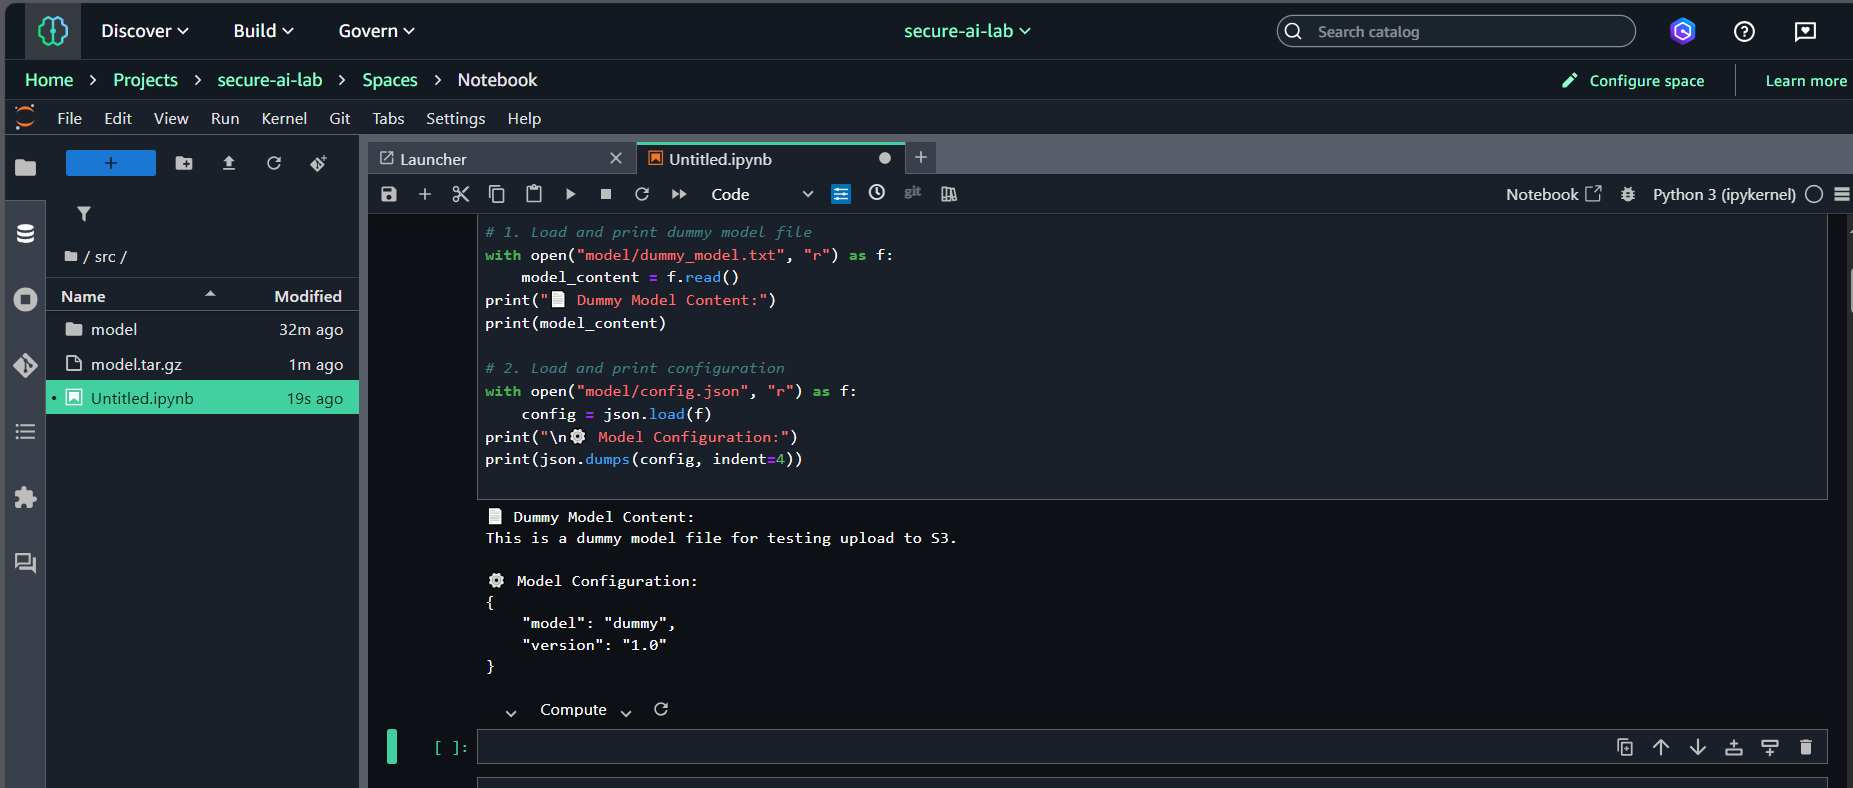 Discover Build Govern secure-ai-lab Search catalog
Home > Projects > secure-ai-lab > Spaces > Notebook Configure space Learn more
File Edit View Run Kernel Git Tabs Settings Help
+ Launcher Untitled.ipynb +
Code git Notebook Python 3 (ipykernel)
/ src /
Name Modified
model 32m ago
model.tar.gz 1m ago
Untitled.ipynb 19s ago
# 1. Load and print dummy model file
with open("model/dummy_model.txt", "r") as f:
    model_content = f.read()
print("📄 Dummy Model Content:")
print(model_content)
# 2. Load and print configuration
with open("model/config.json", "r") as f:
    config = json.load(f)
print("\n⚙️ Model Configuration:")
print(json.dumps(config, indent=4))
📄 Dummy Model Content:
This is a dummy model file for testing upload to S3.
⚙️ Model Configuration:
{
    "model": "dummy",
    "version": "1.0"
}
Compute
[ ]: